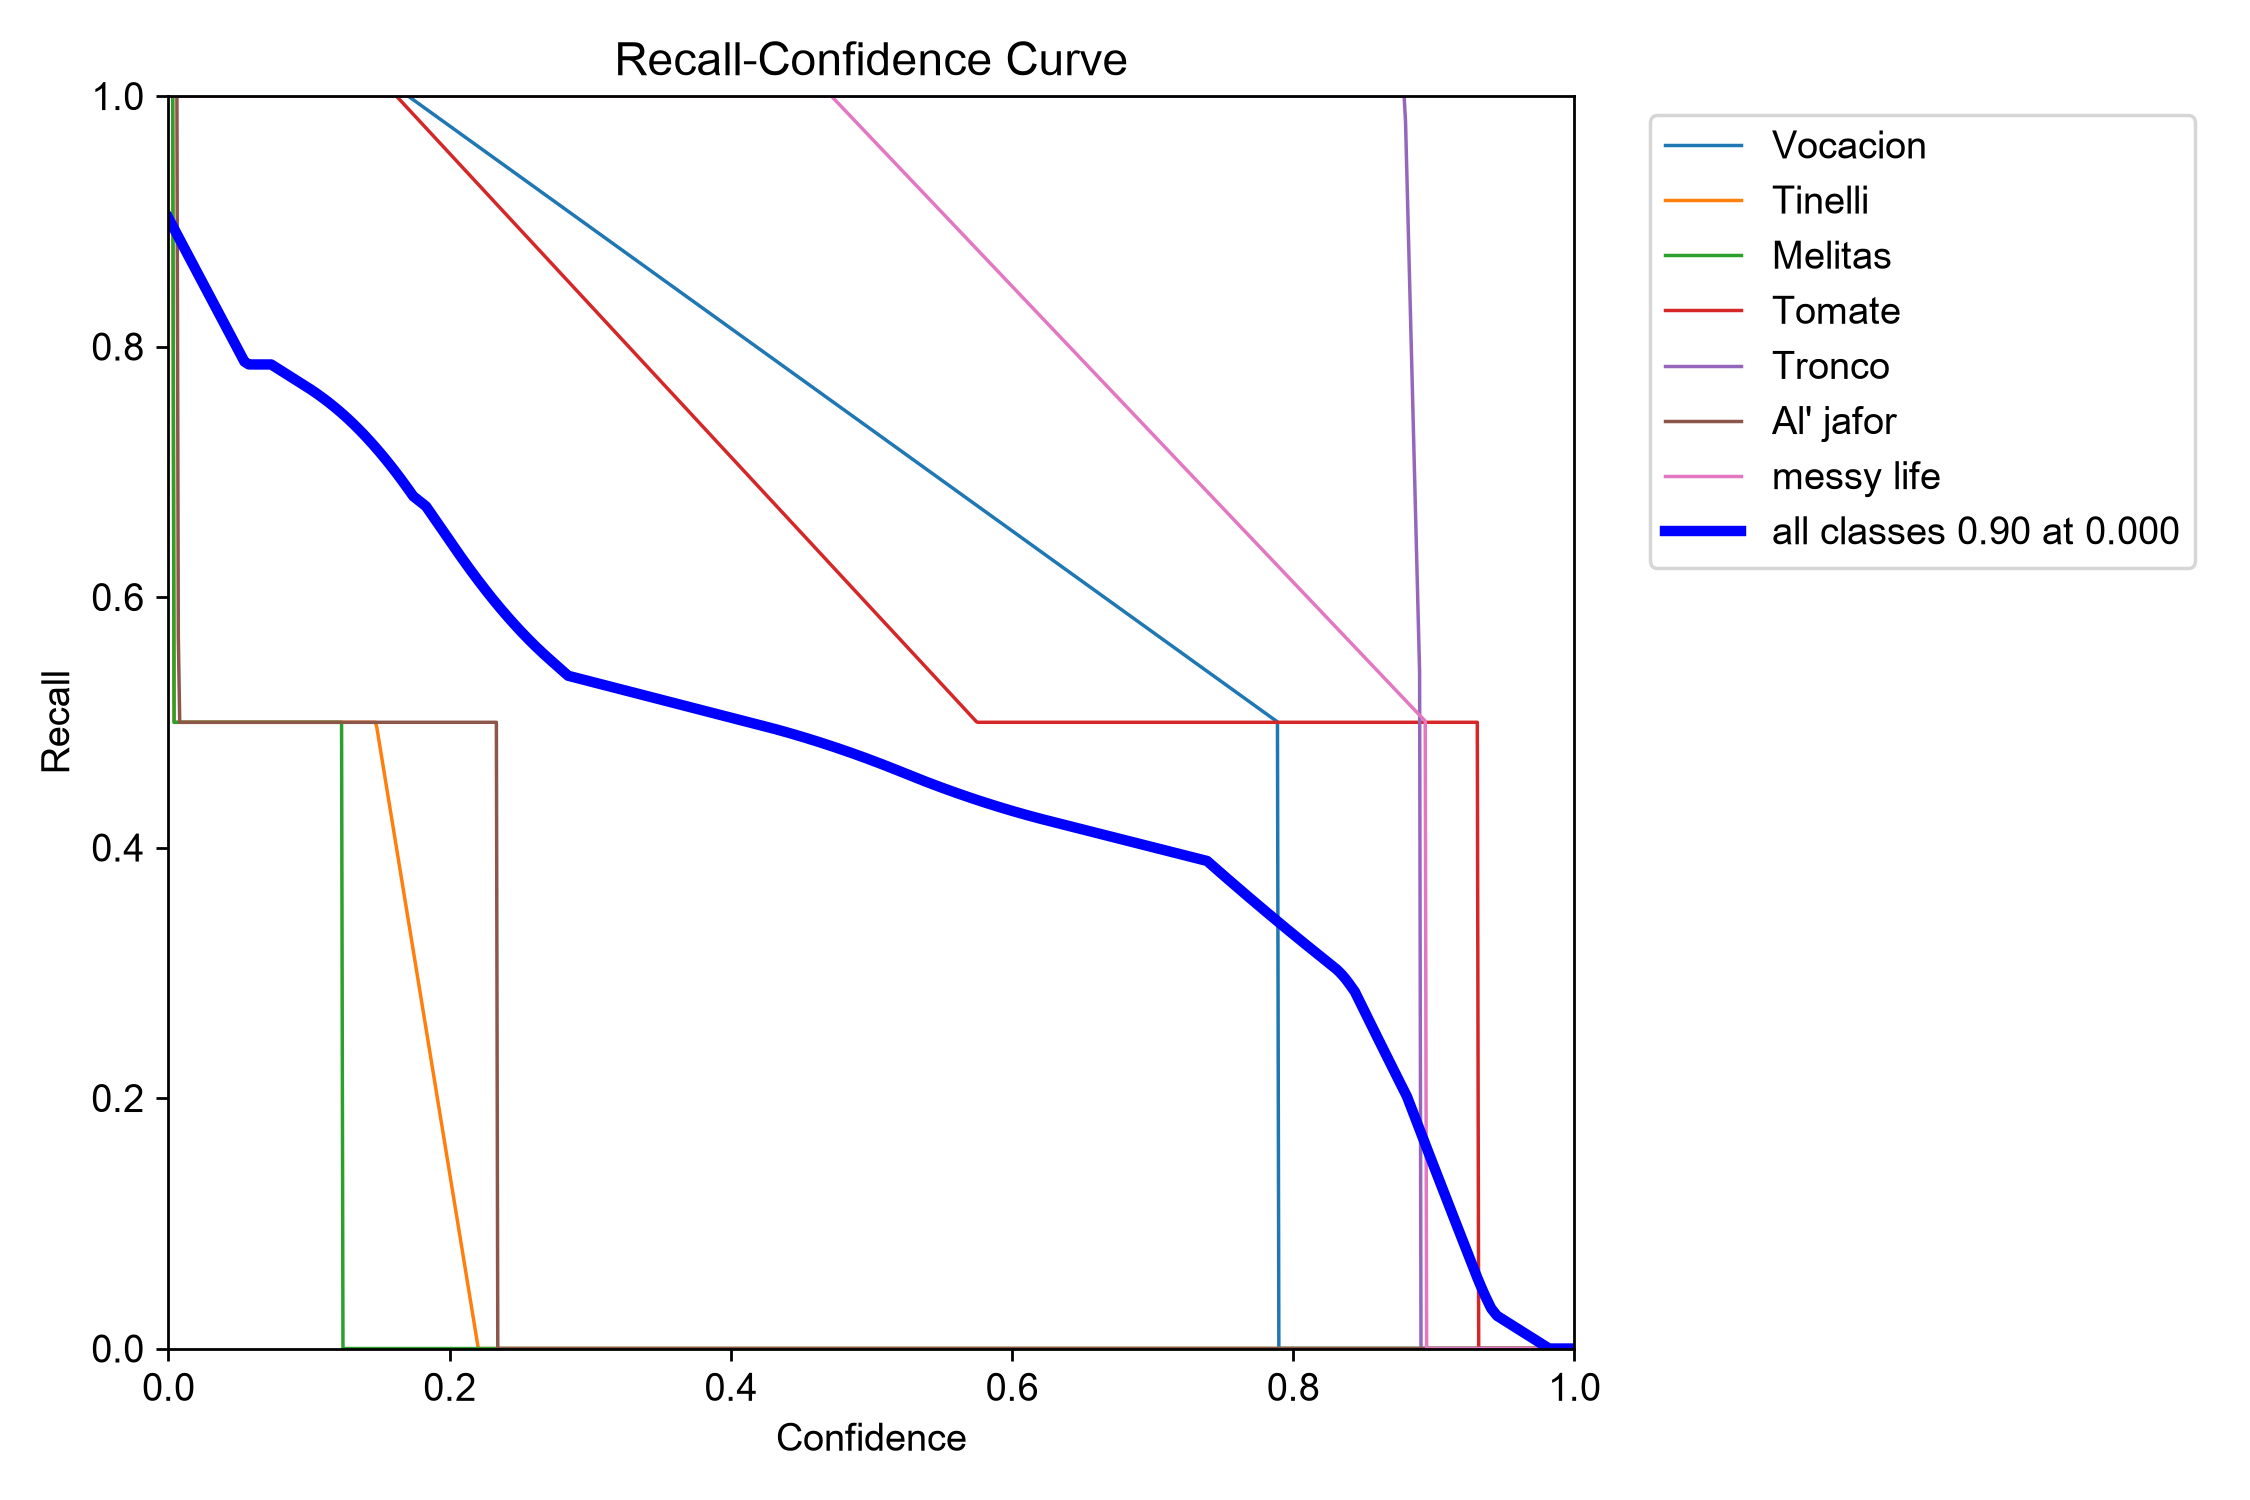 Recall-Confidence Curve
1.0
0.8
0.6
0.4
0.2
0.0
Recall
0.0 0.2 0.4 0.6 0.8 1.0
Confidence
Vocacion
Tinelli
Melitas
Tomate
Tronco
Al' jafor
messy life
all classes 0.90 at 0.000